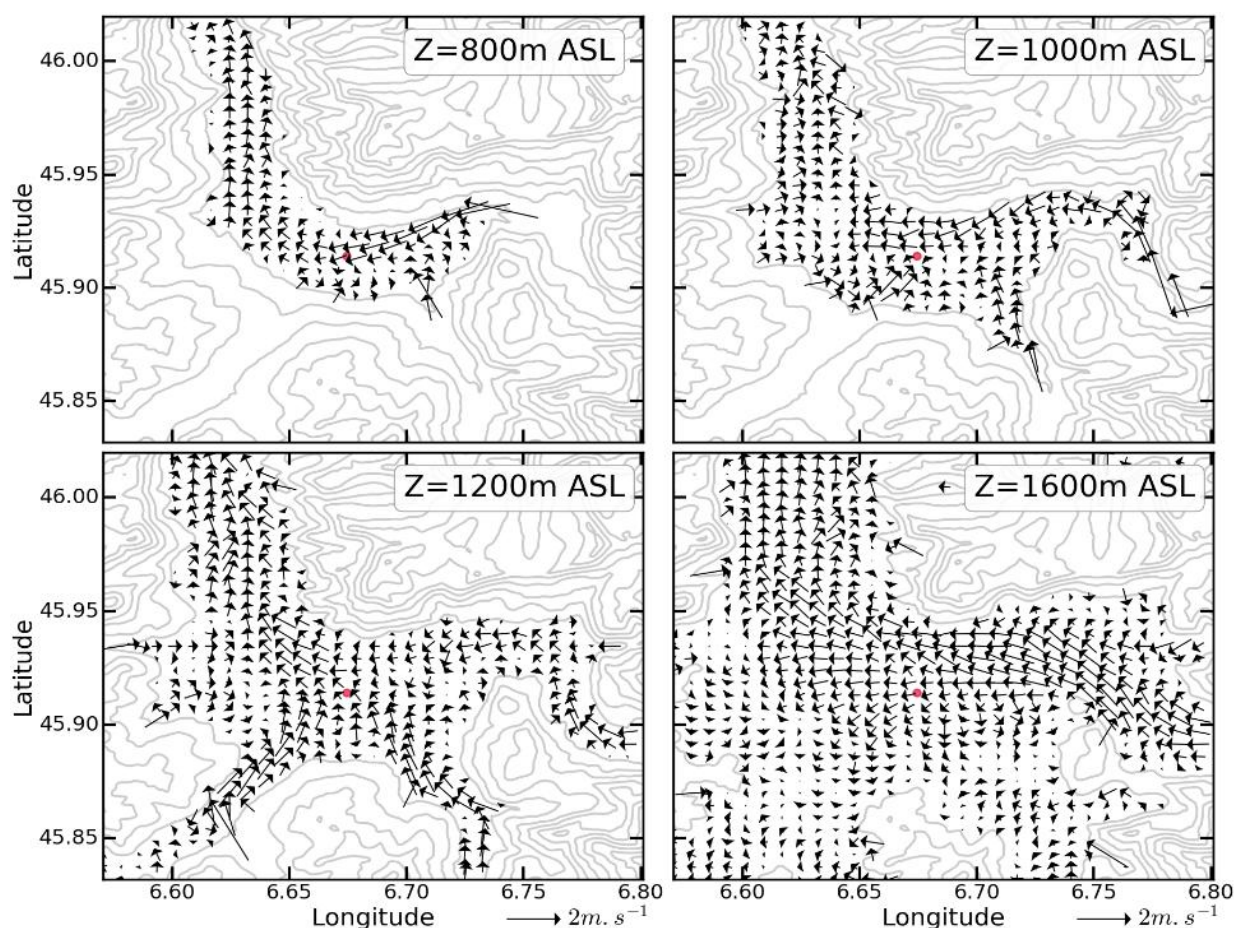 Z=800m ASL
Z=1000m ASL
46.00
45.95
45.90
45.85
Latitude
Z=1200m ASL
Z=1600m ASL
46.00
45.95
45.90
45.85
Latitude
6.60 6.65 6.70 6.75 6.80 6.60 6.65 6.70 6.75 6.80
Longitude 2m. s⁻¹ Longitude 2m. s⁻¹